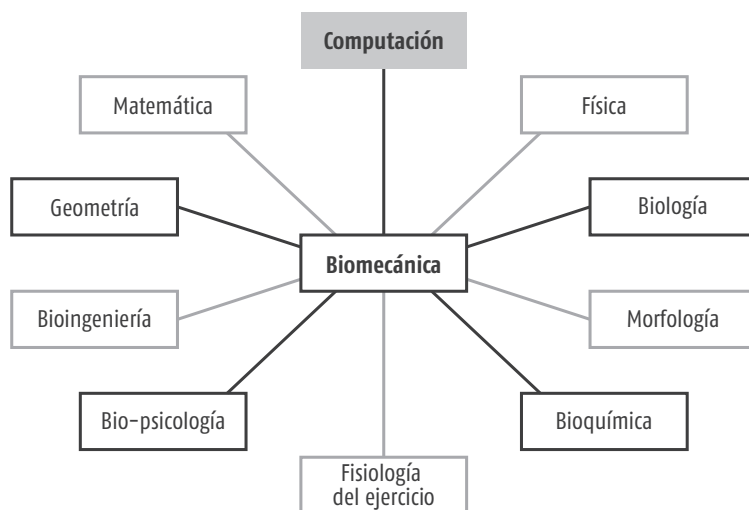 Computación
Matemática
Física
Geometría
Biología
Biomecánica
Bioingeniería
Morfología
Bio-psicología
Bioquímica
Fisiología
del ejercicio